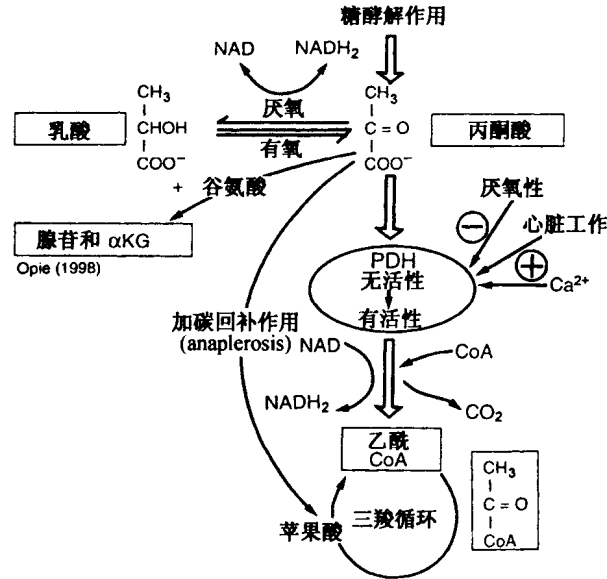 糖酵解作用
NAD
NADH₂
CH₃
CHOH
COO⁻
乳酸
厌氧
有氧
CH₃
C = O
COO⁻
丙酮酸
+ 谷氨酸
腺苷和 αKG
Opie (1998)
厌氧性
心脏工作
Ca²⁺
−
+
PDH
无活性
有活性
加碳回补作用
(anaplerosis)
NAD
NADH₂
CoA
CO₂
乙酰
CoA
CH₃
C = O
CoA
苹果酸
三羧循环